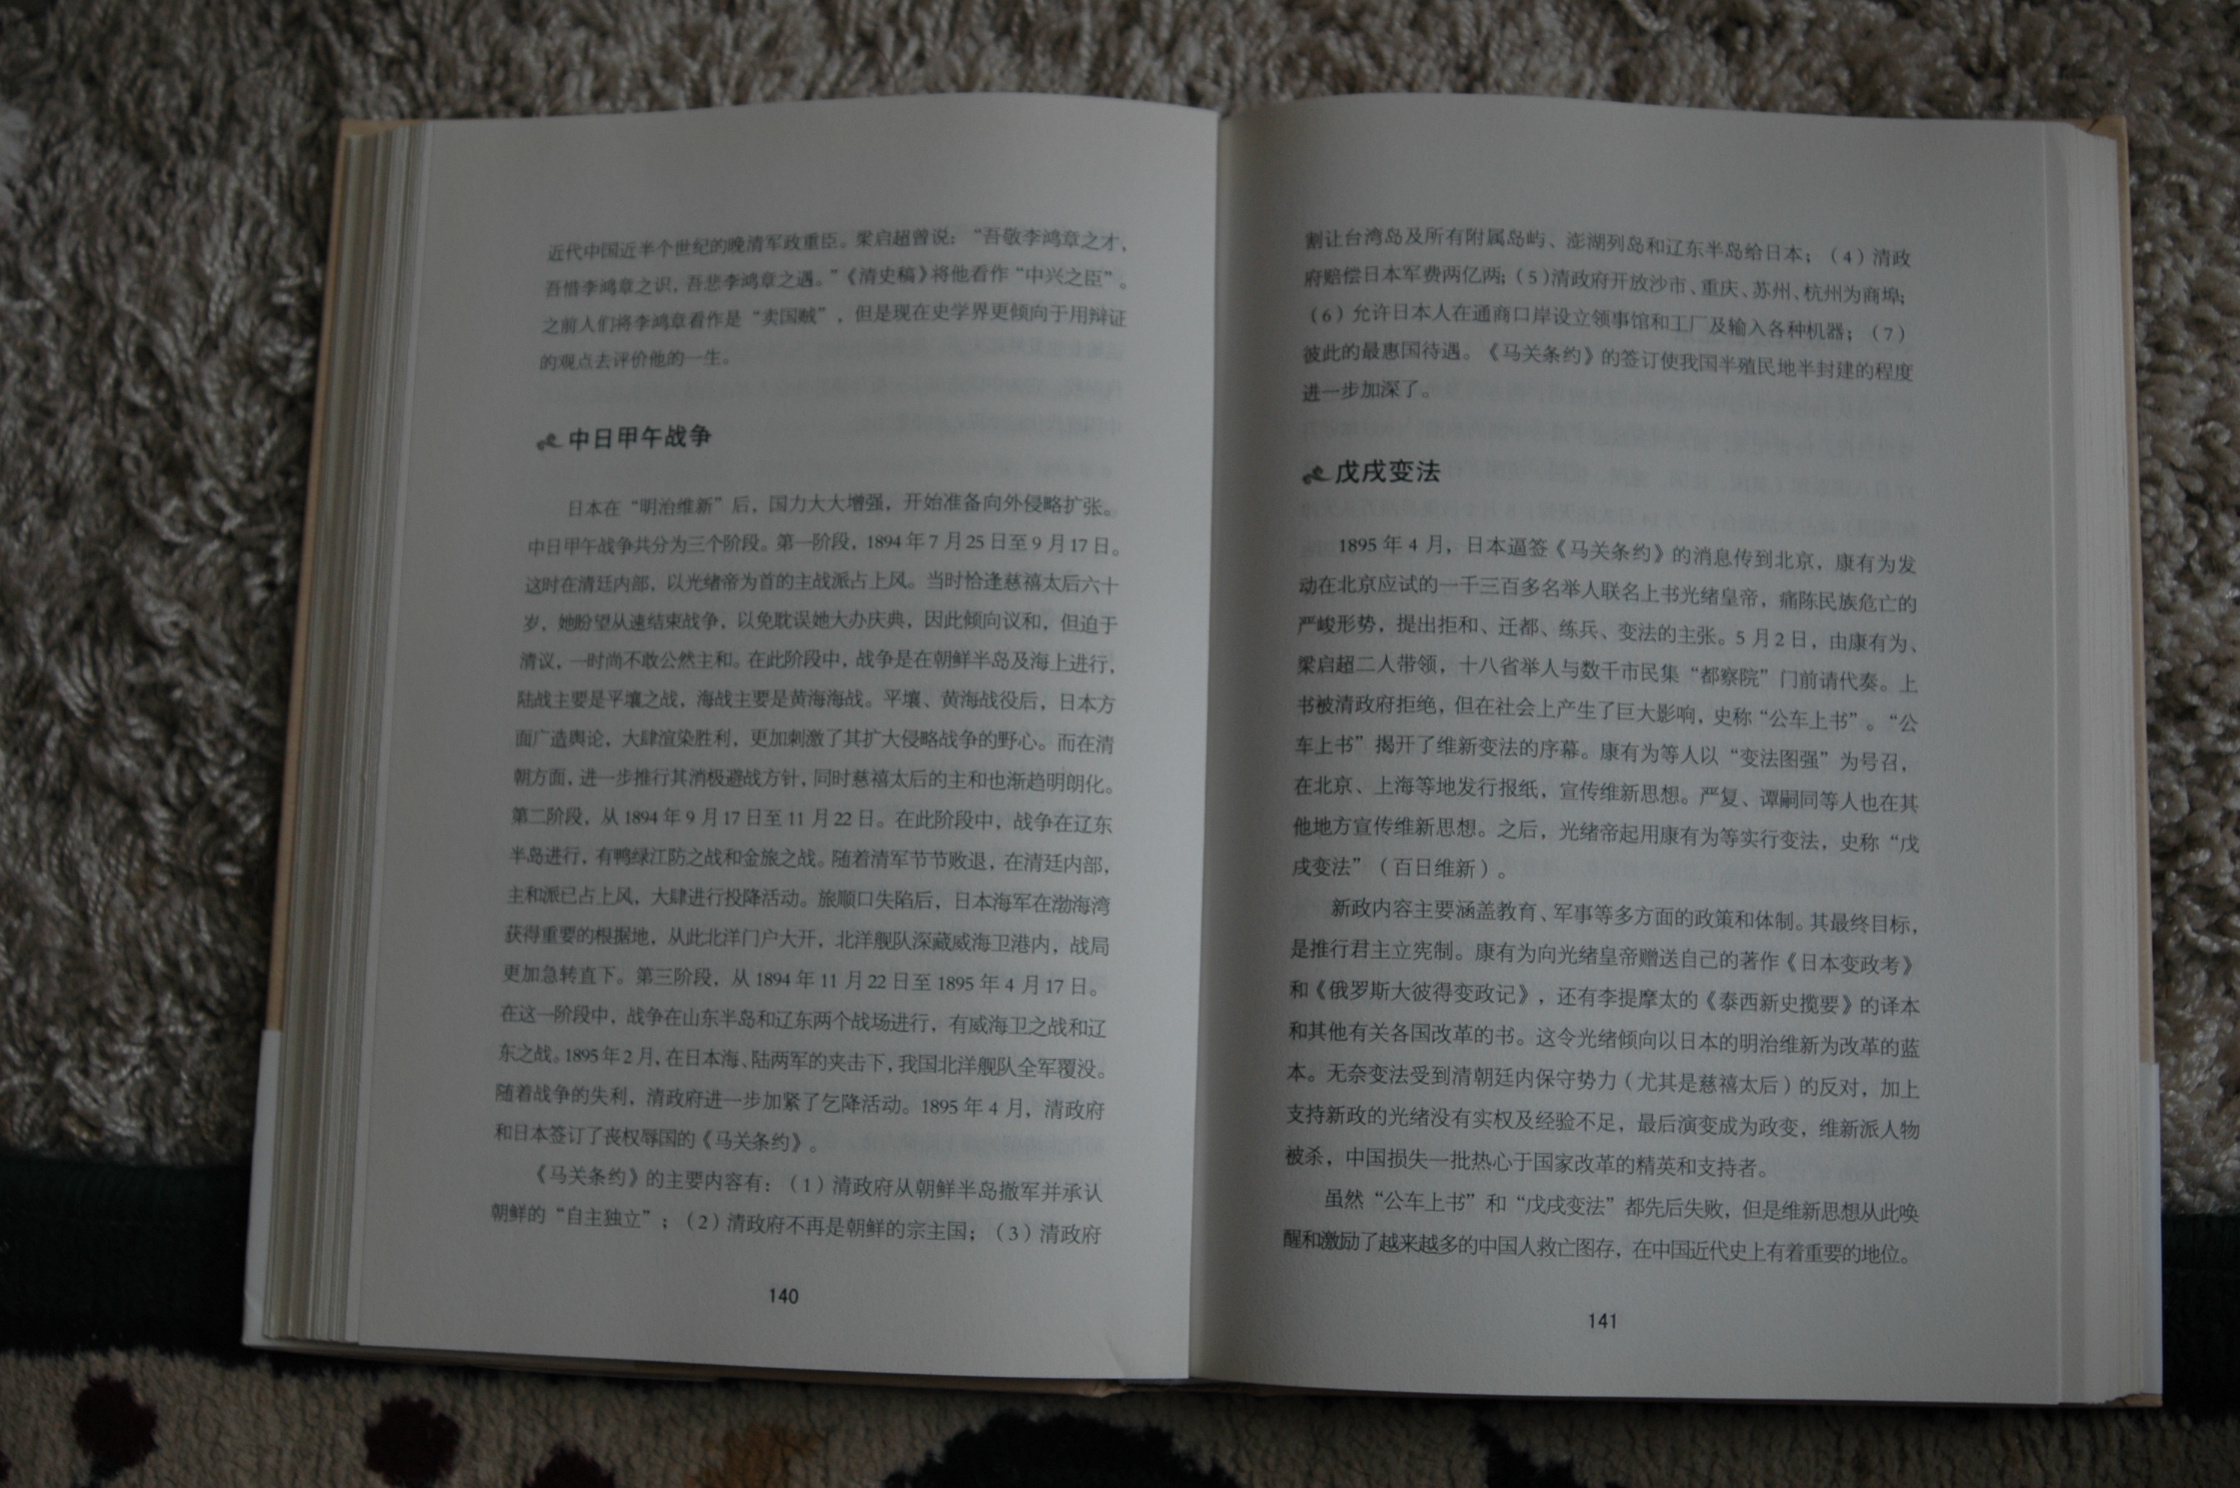 近代中国近半个世纪的晚清军政重臣。梁启超曾说：“吾敬李鸿章之才，
吾惜李鸿章之识，吾悲李鸿章之遇。”《清史稿》将他看作“中兴之臣”。
之前人们将李鸿章看作是“卖国贼”，但是现在史学界更倾向于用辩证
的观点去评价他的一生。
中日甲午战争
日本在“明治维新”后，国力大大增强，开始准备向外侵略扩张。
中日甲午战争共分为三个阶段。第一阶段，1894年7月25日至9月17日。
这时在清廷内部，以光绪帝为首的主战派占上风。当时恰逢慈禧太后六十
岁，她盼望从速结束战争，以免耽误她大办庆典，因此倾向议和，但迫于
清议，一时尚不敢公然主和。在此阶段中，战争是在朝鲜半岛及海上进行，
陆战主要是平壤之战，海战主要是黄海海战。平壤、黄海战役后，日本方
面广造舆论，大肆渲染胜利，更加刺激了其扩大侵略战争的野心。而在清
朝方面，进一步推行其消极避战方针，同时慈禧太后的主和也渐趋明朗化。
第二阶段，从1894年9月17日至11月22日。在此阶段中，战争在辽东
半岛进行，有鸭绿江防之战和金旅之战。随着清军节节败退，在清廷内部，
主和派已占上风，大肆进行投降活动。旅顺口失陷后，日本海军在渤海湾
获得重要的根据地，从此北洋门户大开，北洋舰队深藏威海卫港内，战局
更加急转直下。第三阶段，从1894年11月22日至1895年4月17日。
在这一阶段中，战争在山东半岛和辽东两个战场进行，有威海卫之战和辽
东之战。1895年2月，在日本海、陆两军的夹击下，我国北洋舰队全军覆没。
随着战争的失利，清政府进一步加紧了乞降活动。1895年4月，清政府
和日本签订了丧权辱国的《马关条约》。
《马关条约》的主要内容有：（1）清政府从朝鲜半岛撤军并承认
朝鲜的“自主独立”；（2）清政府不再是朝鲜的宗主国；（3）清政府
140
割让台湾岛及所有附属岛屿、澎湖列岛和辽东半岛给日本；（4）清政
府赔偿日本军费两亿两；（5）清政府开放沙市、重庆、苏州、杭州为商埠；
（6）允许日本人在通商口岸设立领事馆和工厂及输入各种机器；（7）
彼此的最惠国待遇。《马关条约》的签订使我国半殖民地半封建的程度
进一步加深了。
戊戌变法
1895年4月，日本逼签《马关条约》的消息传到北京，康有为发
动在北京应试的一千三百多名举人联名上书光绪皇帝，痛陈民族危亡的
严峻形势，提出拒和、迁都、练兵、变法的主张。5月2日，由康有为、
梁启超二人带领，十八省举人与数千市民集“都察院”门前请代奏。上
书被清政府拒绝，但在社会上产生了巨大影响，史称“公车上书”。“公
车上书”揭开了维新变法的序幕。康有为等人以“变法图强”为号召，
在北京、上海等地发行报纸，宣传维新思想。严复、谭嗣同等人也在其
他地方宣传维新思想。之后，光绪帝起用康有为等实行变法，史称“戊
戌变法”（百日维新）。
新政内容主要涵盖教育、军事等多方面的政策和体制。其最终目标，
是推行君主立宪制。康有为向光绪皇帝赠送自己的著作《日本变政考》
和《俄罗斯大彼得变政记》，还有李提摩太的《泰西新史揽要》的译本
和其他有关各国改革的书。这令光绪倾向以日本的明治维新为改革的蓝
本。无奈变法受到清朝廷内保守势力（尤其是慈禧太后）的反对，加上
支持新政的光绪没有实权及经验不足，最后演变成为政变，维新派人物
被杀，中国损失一批热心于国家改革的精英和支持者。
虽然“公车上书”和“戊戌变法”都先后失败，但是维新思想从此唤
醒和激励了越来越多的中国人救亡图存，在中国近代史上有着重要的地位。
141